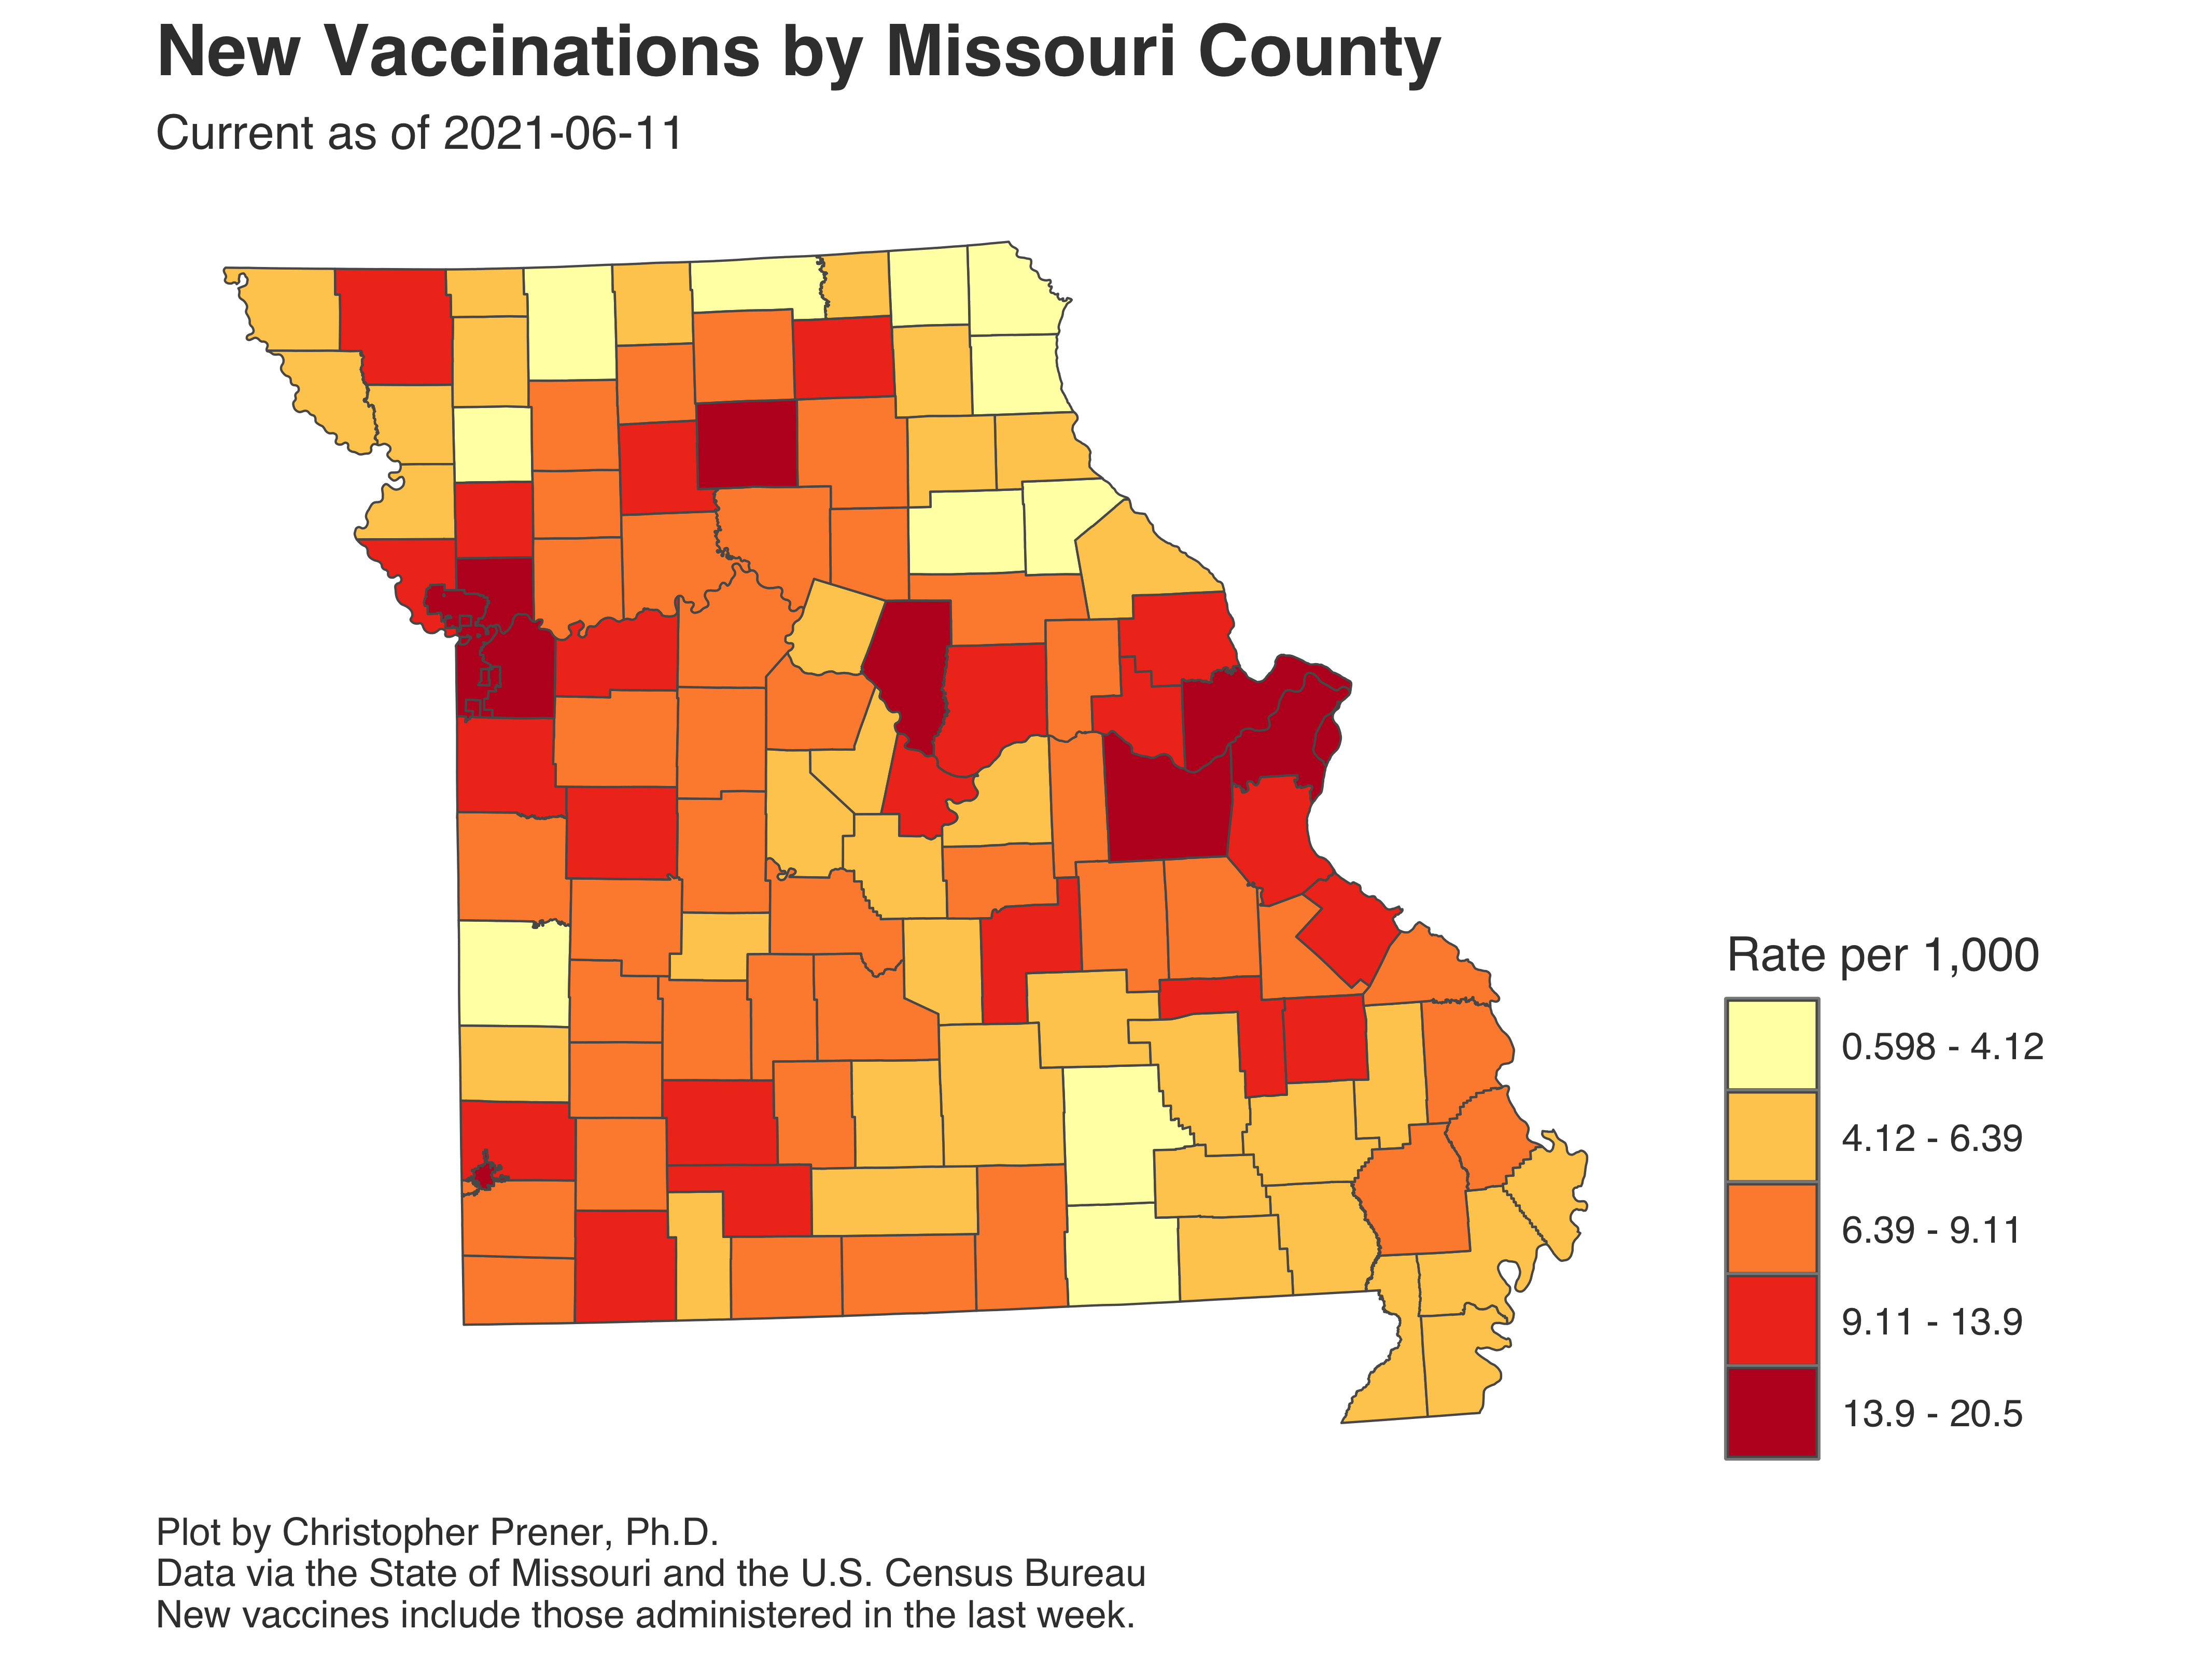 New Vaccinations by Missouri County
Current as of 2021-06-11
Rate per 1,000
0.598 - 4.12
4.12 - 6.39
6.39 - 9.11
9.11 - 13.9
13.9 - 20.5
Plot by Christopher Prener, Ph.D.
Data via the State of Missouri and the U.S. Census Bureau
New vaccines include those administered in the last week.